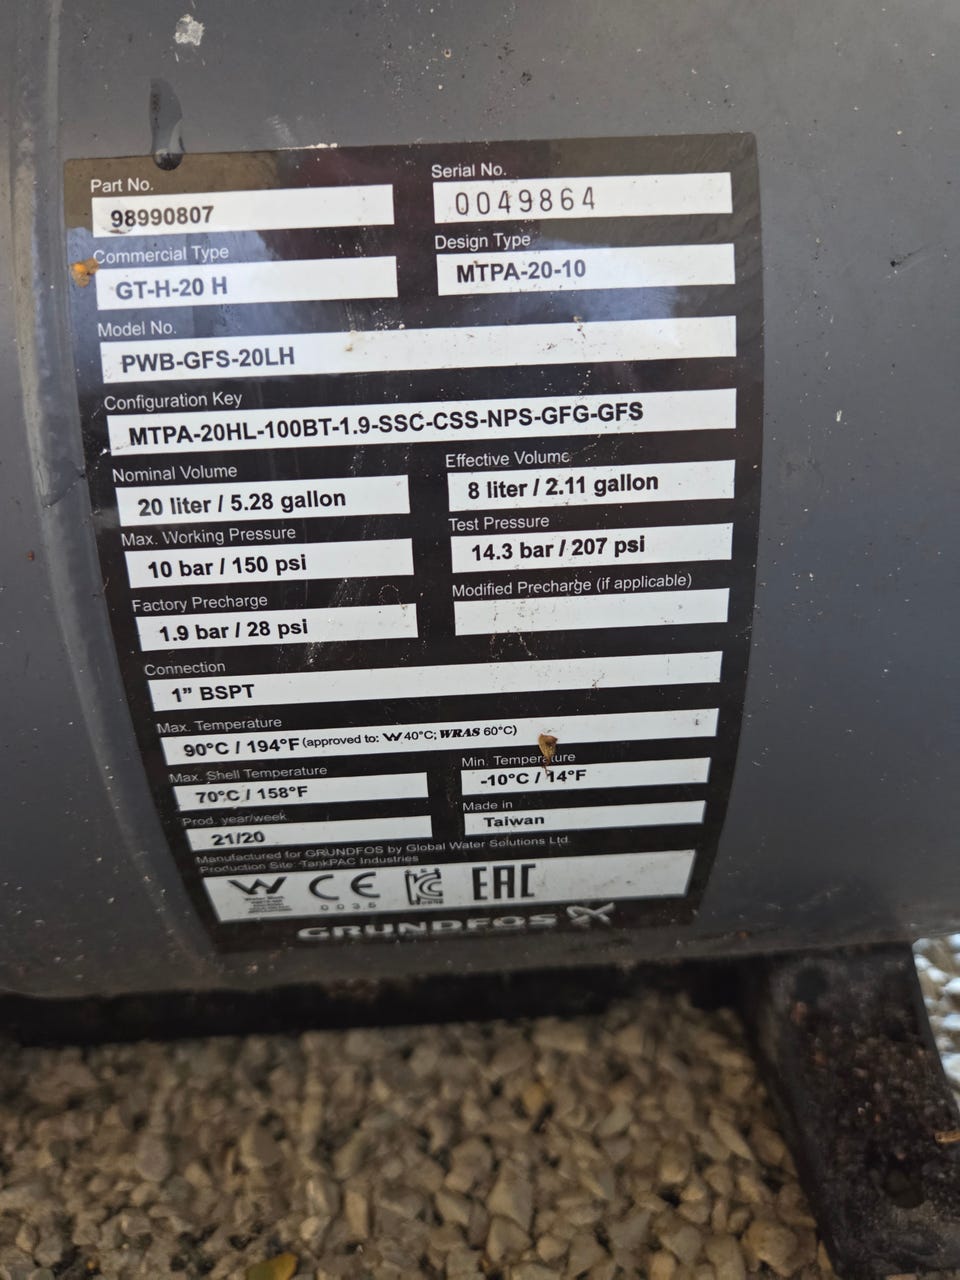 Part No.
98990807
Serial No.
0049864
Commercial Type
GT-H-20 H
Design Type
MTPA-20-10
Model No.
PWB-GFS-20LH
Configuration Key
MTPA-20HL-100BT-1.9-SSC-CSS-NPS-GFG-GFS
Nominal Volume
20 liter / 5.28 gallon
Effective Volume
8 liter / 2.11 gallon
Max. Working Pressure
10 bar / 150 psi
Test Pressure
14.3 bar / 207 psi
Factory Precharge
1.9 bar / 28 psi
Modified Precharge (if applicable)
Connection
1” BSPT
Max. Temperature
90°C / 194°F (approved to: W 40°C; WRAS 60°C)
Max. Shell Temperature
70°C / 158°F
Min. Temperature
-10°C / 14°F
Prod. year/week
21/20
Made in
Taiwan
Manufactured for GRUNDFOS by Global Water Solutions Ltd.
Production Site: TankPAC Industries
CE
0036
EAC
GRUNDFOS